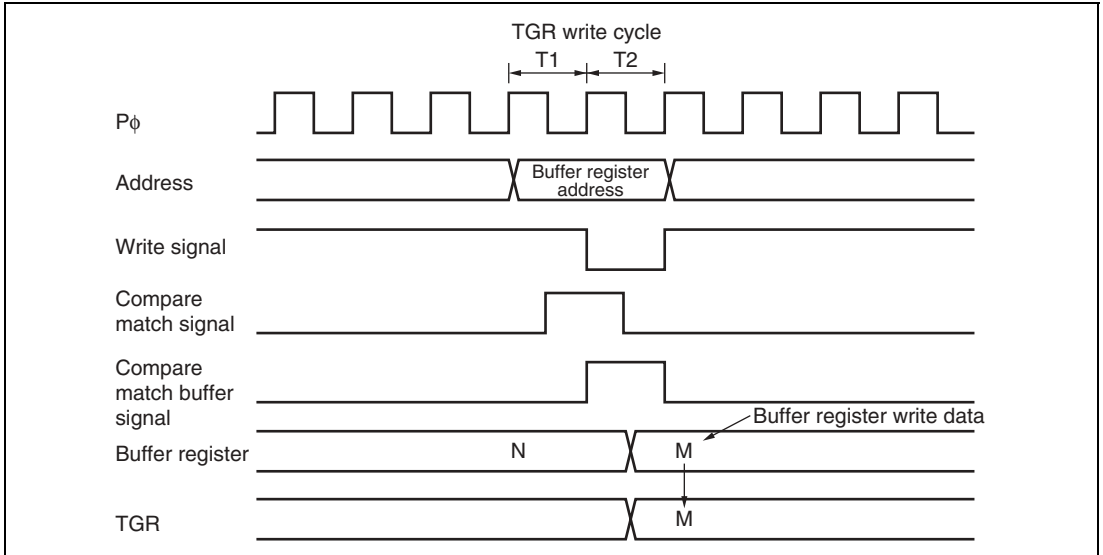 TGR write cycle
T1 T2
Pϕ
Address
Buffer register
address
Write signal
Compare
match signal
Compare
match buffer
signal
Buffer register write data
Buffer register
N M
TGR
M